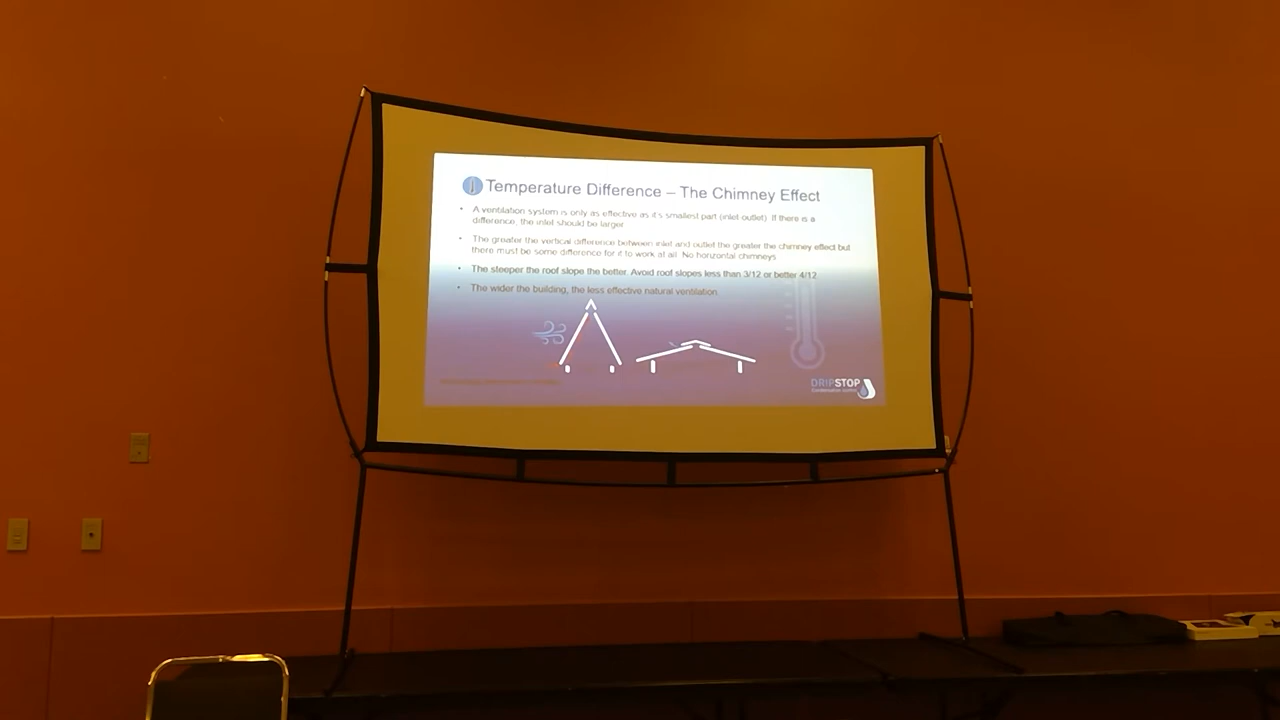 Temperature Difference – The Chimney Effect
• A ventilation system is only as effective as it's smallest part (inlet outlet) If there is a
difference, the inlet should be larger
• The greater the vertical difference between inlet and outlet the greater the chimney effect but
there must be some difference for it to work at all. No horizontal chimneys
• The steeper the roof slope the better. Avoid roof slopes less than 3/12 or better 4/12
• The wider the building, the less effective natural ventilation
DRIPSTOP
Condensation Control